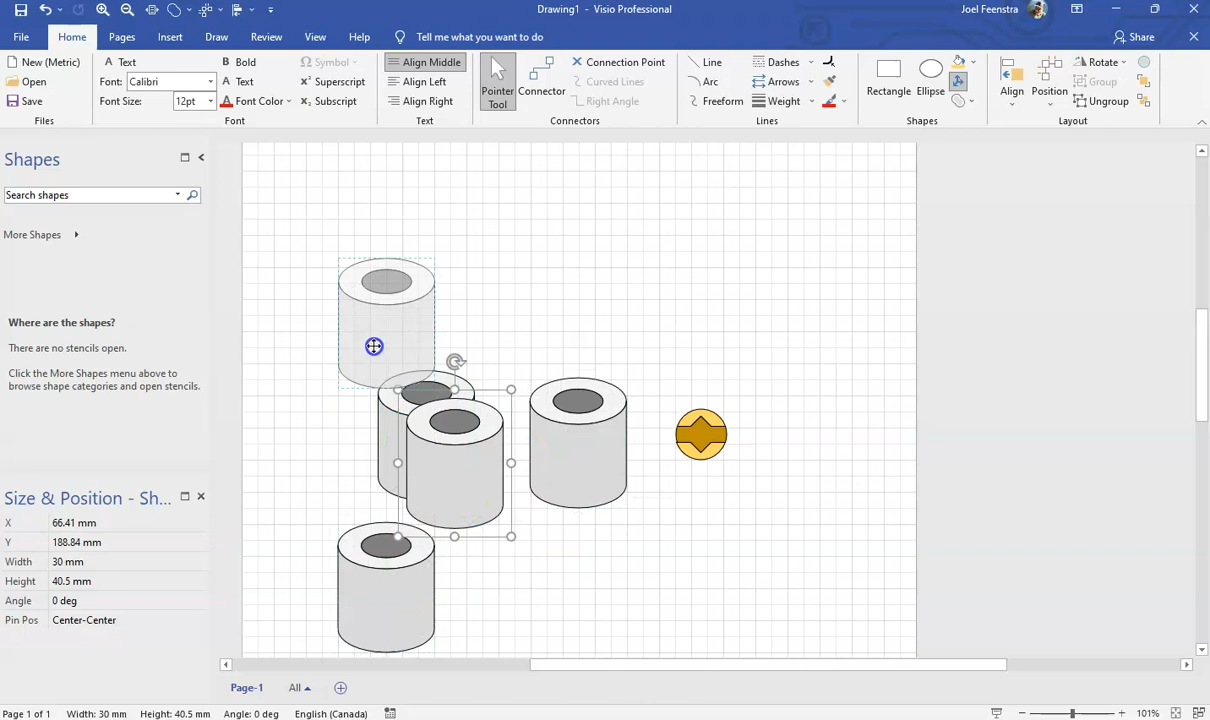 Drawing1 - Visio Professional
Joel Feenstra
File Home Pages Insert Draw Review View Help Tell me what you want to do Share
New (Metric) Text B Bold Symbol Align Middle Connection Point Line Dashes Rotate
Open Font: Calibri A Text Superscript Align Left Curved Lines Arc Arrows Group
Save Font Size: 12pt A Font Color Subscript Align Right Right Angle Freeform Weight Ungroup
Pointer Tool Connector Rectangle Ellipse Align Position
Files Font Text Connectors Lines Shapes Layout
Shapes
Search shapes
More Shapes
Where are the shapes?
There are no stencils open.
Click the More Shapes menu above to
browse shape categories and open stencils.
Size & Position - Sh...
X 66.41 mm
Y 188.84 mm
Width 30 mm
Height 40.5 mm
Angle 0 deg
Pin Pos Center-Center
Page-1 All
Page 1 of 1 Width: 30 mm Height: 40.5 mm Angle: 0 deg English (Canada) 101%